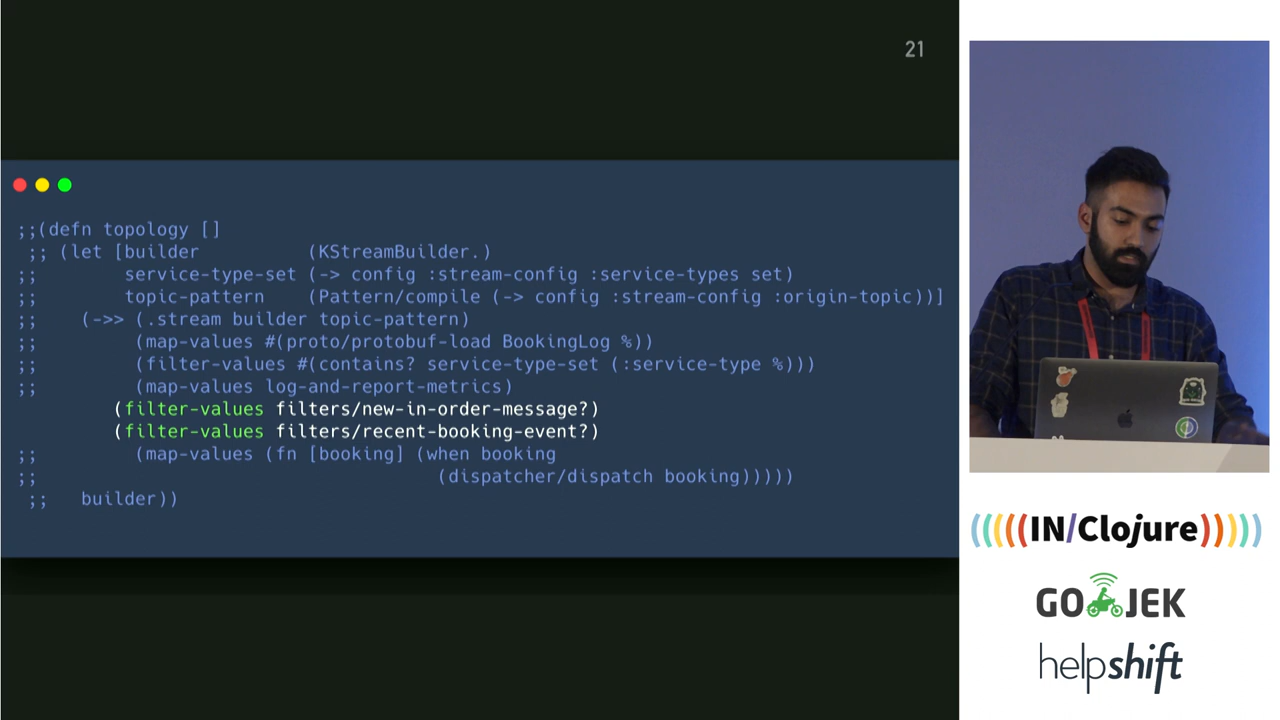 21
;;(defn topology []
;; (let [builder (KStreamBuilder.)
;; service-type-set (-> config :stream-config :service-types set)
;; topic-pattern (Pattern/compile (-> config :stream-config :origin-topic))]
;; (->> (.stream builder topic-pattern)
;; (map-values #(proto/protobuf-load BookingLog %))
;; (filter-values #(contains? service-type-set (:service-type %)))
;; (map-values log-and-report-metrics)
(filter-values filters/new-in-order-message?)
(filter-values filters/recent-booking-event?)
;; (map-values (fn [booking] (when booking
;; (dispatcher/dispatch booking)))))
;; builder))
(((((IN/Clojure)))))
GO JEK
helpshift